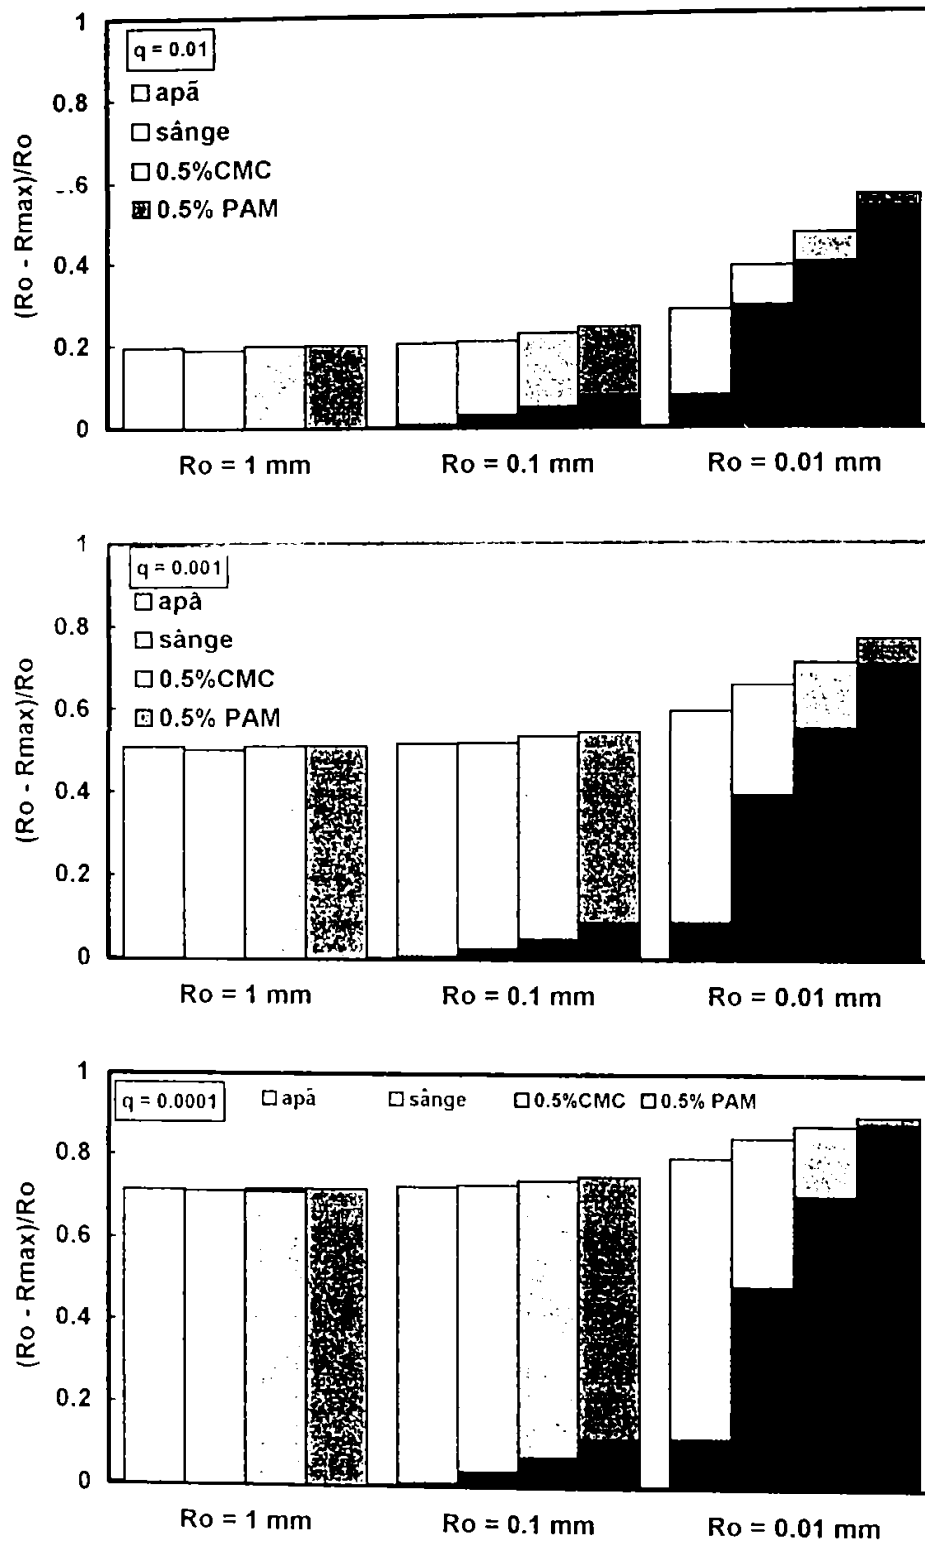 1
q = 0.01
apă
0.8
sânge
0.5%CMC
.6
0.5% PAM
(Ro - Rmax)/Ro
0.4
0.2
0
Ro = 1 mm
Ro = 0.1 mm
Ro = 0.01 mm
1
q = 0.001
apă
0.8
sânge
0.5%CMC
0.6
0.5% PAM
(Ro - Rmax)/Ro
0.4
0.2
0
Ro = 1 mm
Ro = 0.1 mm
Ro = 0.01 mm
1
q = 0.0001
apă
sânge
0.5%CMC
0.5% PAM
0.8
(Ro - Rmax)/Ro
0.6
0.4
0.2
0
Ro = 1 mm
Ro = 0.1 mm
Ro = 0.01 mm